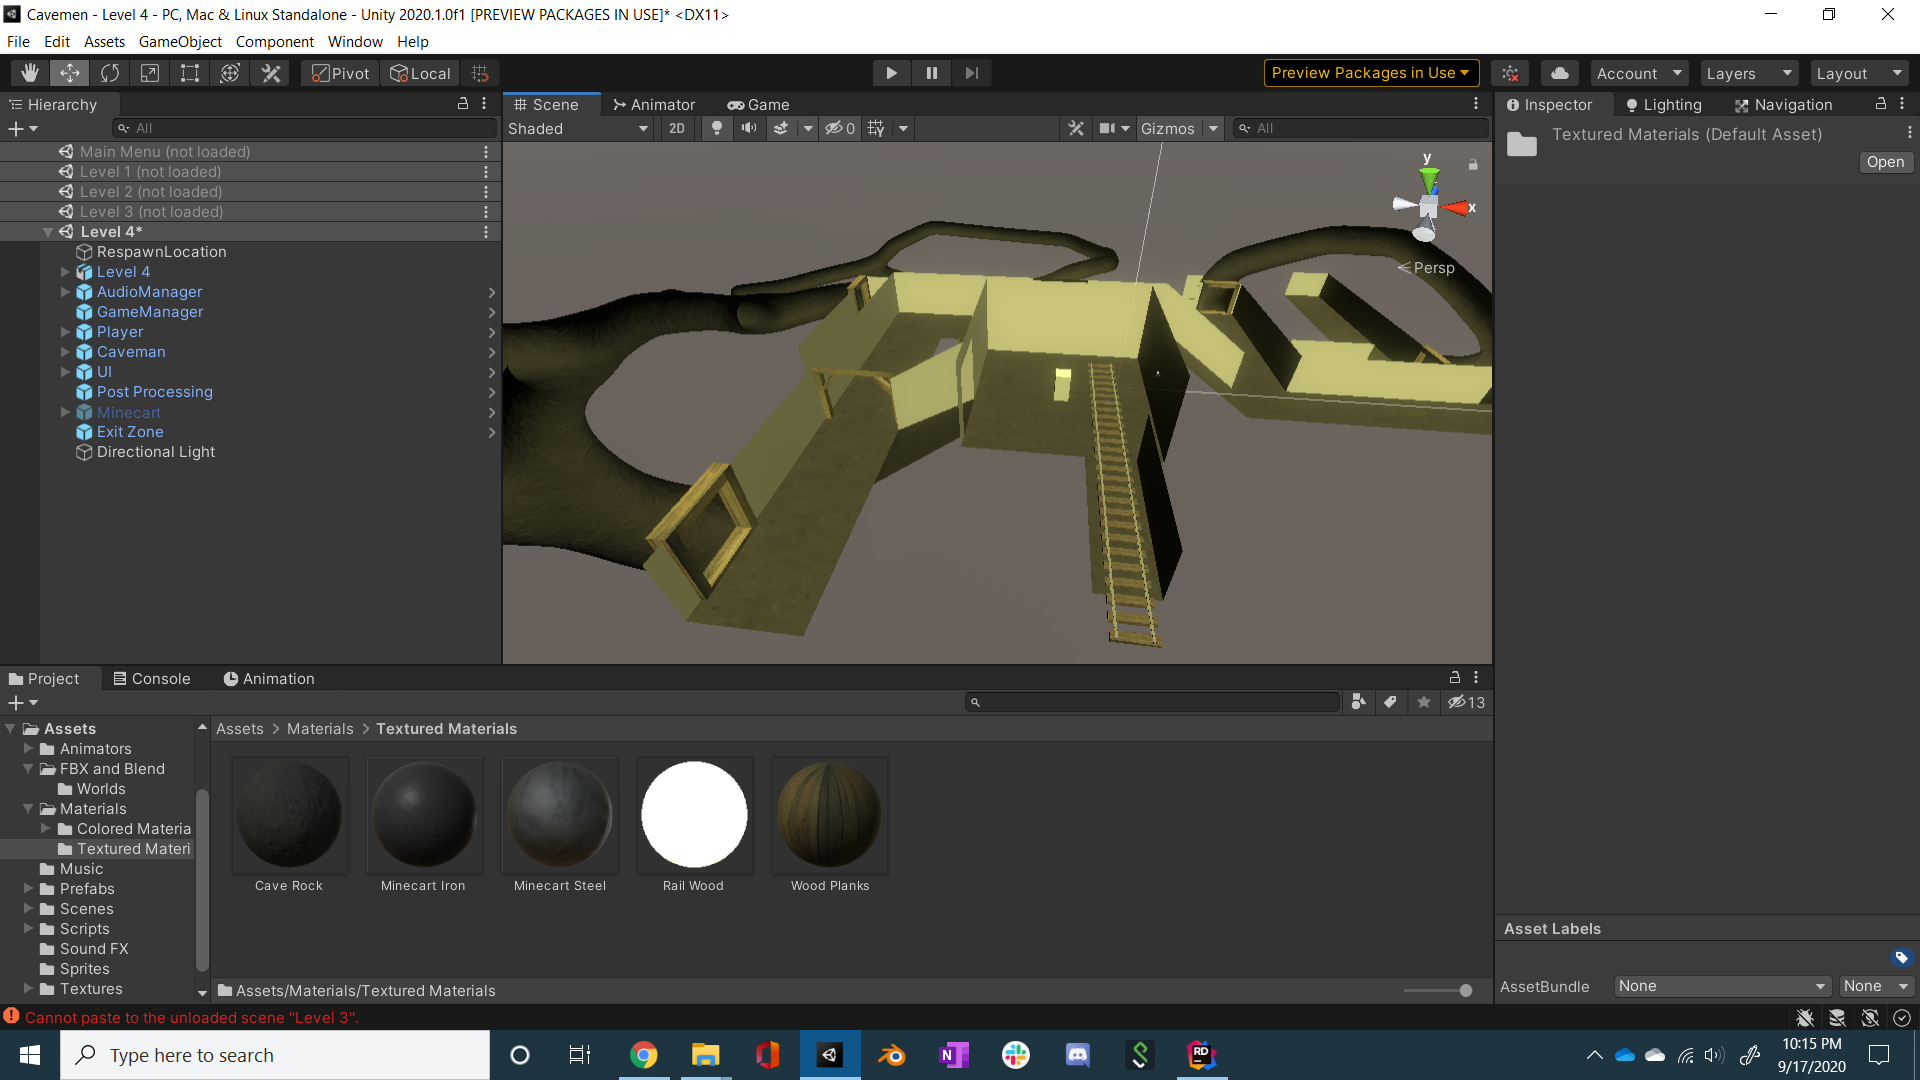 Cavemen - Level 4 - PC, Mac & Linux Standalone - Unity 2020.1.0f1 [PREVIEW PACKAGES IN USE]* <DX11>
File Edit Assets GameObject Component Window Help
Pivot Local Preview Packages in Use Account Layers Layout
Hierarchy
All
Main Menu (not loaded)
Level 1 (not loaded)
Level 2 (not loaded)
Level 3 (not loaded)
Level 4*
RespawnLocation
Level 4
AudioManager
GameManager
Player
Caveman
UI
Post Processing
Minecart
Exit Zone
Directional Light
Scene Animator Game
Shaded 2D 0 Gizmos All
y
x
Persp
Inspector Lighting Navigation
Textured Materials (Default Asset)
Open
Project Console Animation
13
Assets
Animators
FBX and Blend
Worlds
Materials
Colored Materia
Textured Materi
Music
Prefabs
Scenes
Scripts
Sound FX
Sprites
Textures
Assets > Materials > Textured Materials
Cave Rock Minecart Iron Minecart Steel Rail Wood Wood Planks
Assets/Materials/Textured Materials
Asset Labels
AssetBundle None None
Cannot paste to the unloaded scene "Level 3".
Type here to search
N
RD
10:15 PM
9/17/2020